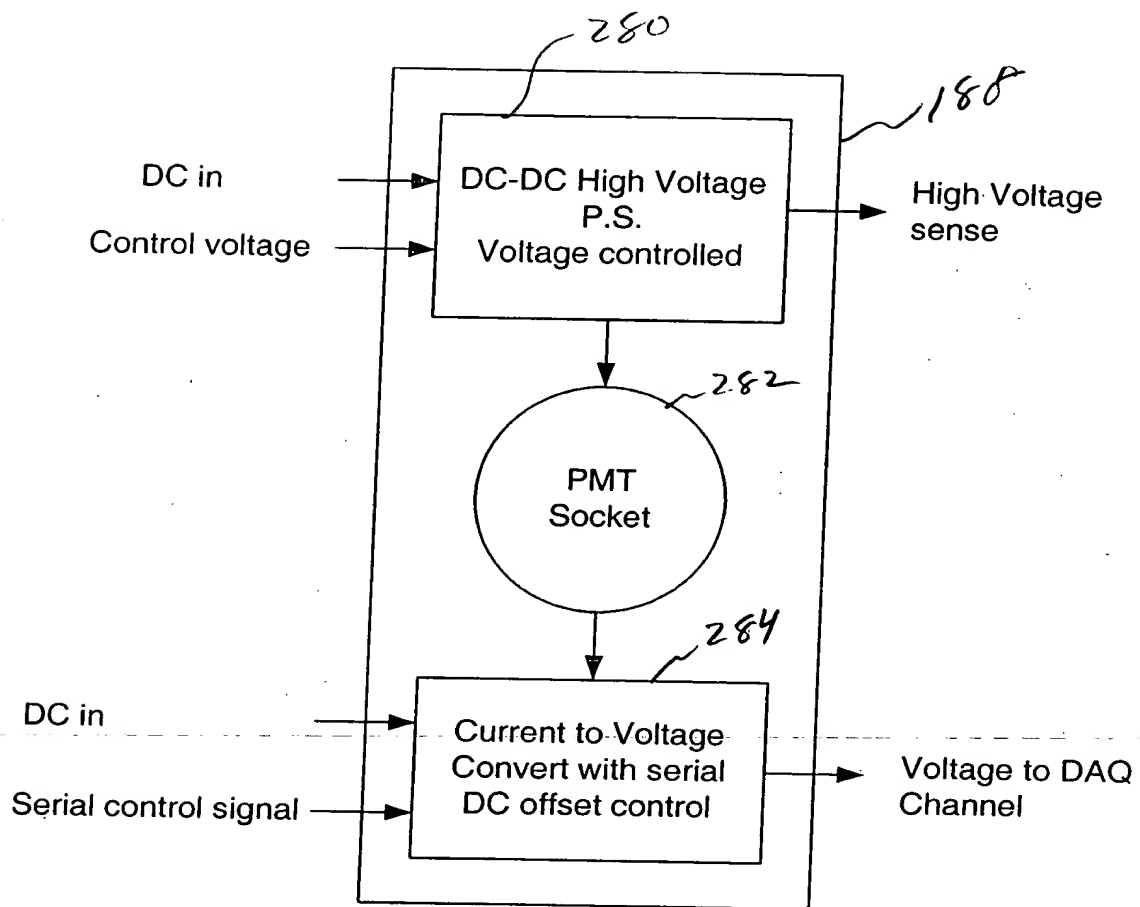 280
188
DC in
Control voltage
DC-DC High Voltage
P.S.
Voltage controlled
High Voltage
sense
282
PMT
Socket
284
DC in
Serial control signal
Current to Voltage
Convert with serial
DC offset control
Voltage to DAQ
Channel